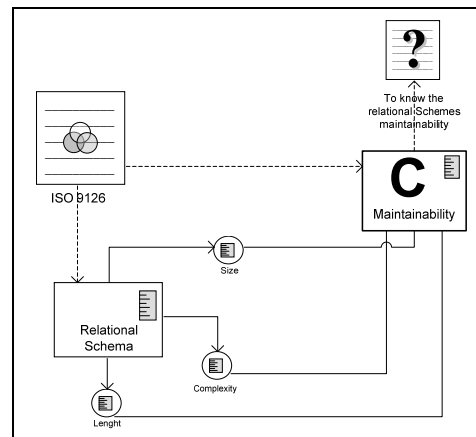 ?
To know the
relational Schemes
maintainability
ISO 9126
C
Maintainability
Size
Relational
Schema
Complexity
Lenght